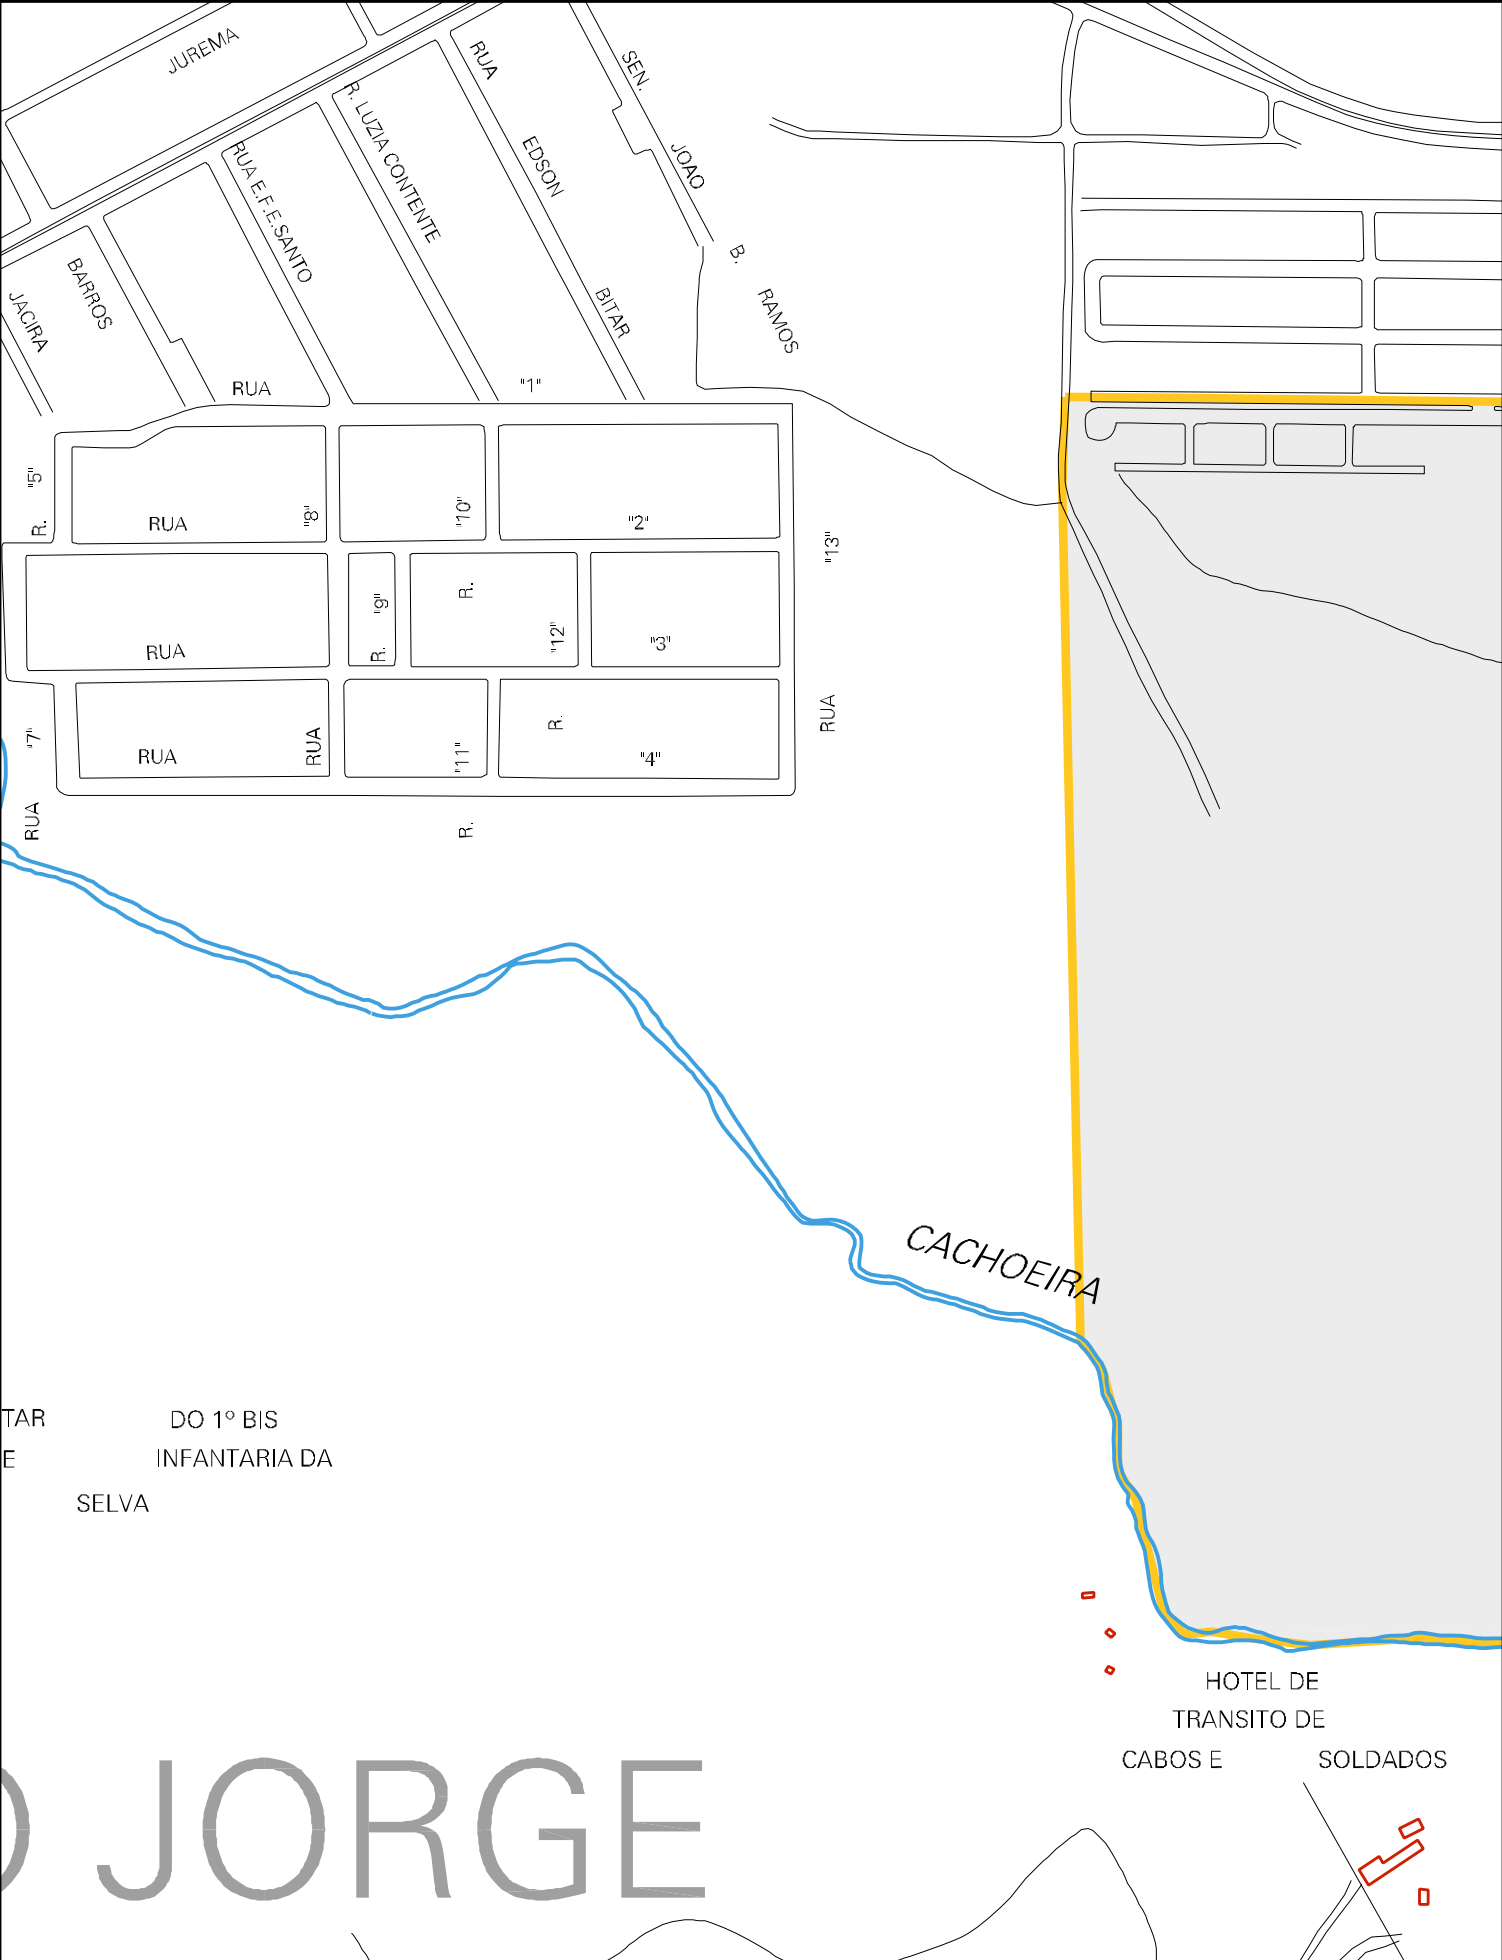 JUREMA
RUA
SEN.
R. LUZIA CONTENTE
EDSON
JOAO
RUA E.F.E.SANTO
B.
BARROS
JACIRA
BITAR
RAMOS
RUA
"1"
"5"
R.
RUA
"8"
"10"
"2"
"13"
R.
"9"
R.
RUA
"12"
"3"
RUA
R.
"7"
RUA
RUA
"11"
"4"
RUA
R.
CACHOEIRA
TAR DO 1º BIS
E INFANTARIA DA
SELVA
HOTEL DE
TRANSITO DE
CABOS E SOLDADOS
O JORGE